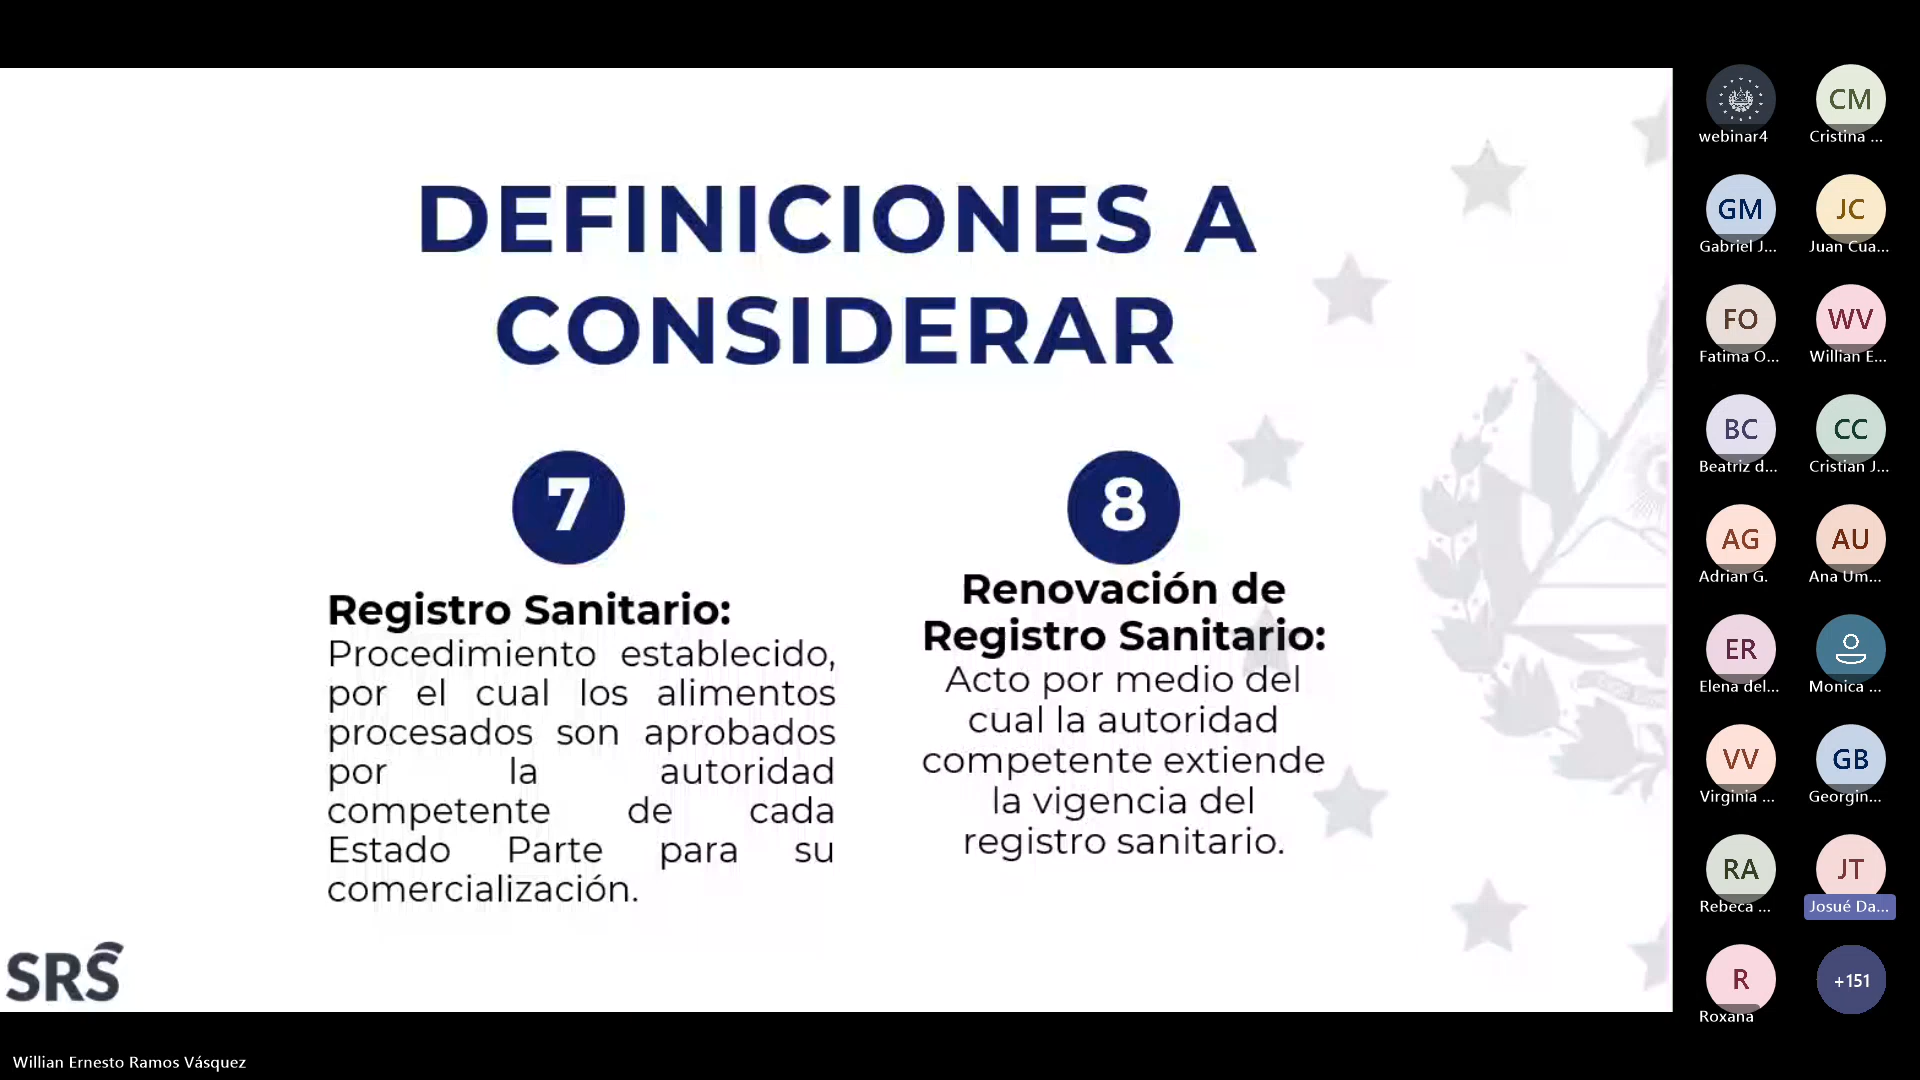 DEFINICIONES A
CONSIDERAR
7
Registro Sanitario:
Procedimiento establecido,
por el cual los alimentos
procesados son aprobados
por la autoridad
competente de cada
Estado Parte para su
comercialización.
8
Renovación de
Registro Sanitario:
Acto por medio del
cual la autoridad
competente extiende
la vigencia del
registro sanitario.
SRS
Willian Ernesto Ramos Vásquez
webinar4
CM
Cristina ...
GM
Gabriel J...
JC
Juan Cua...
FO
Fatima O...
WV
Willian E...
BC
Beatriz d...
CC
Cristian J...
AG
Adrian G.
AU
Ana Um...
ER
Elena del...
Monica ...
VV
Virginia ...
GB
Georgin...
RA
Rebeca ...
JT
Josué Da...
R
Roxana
+151